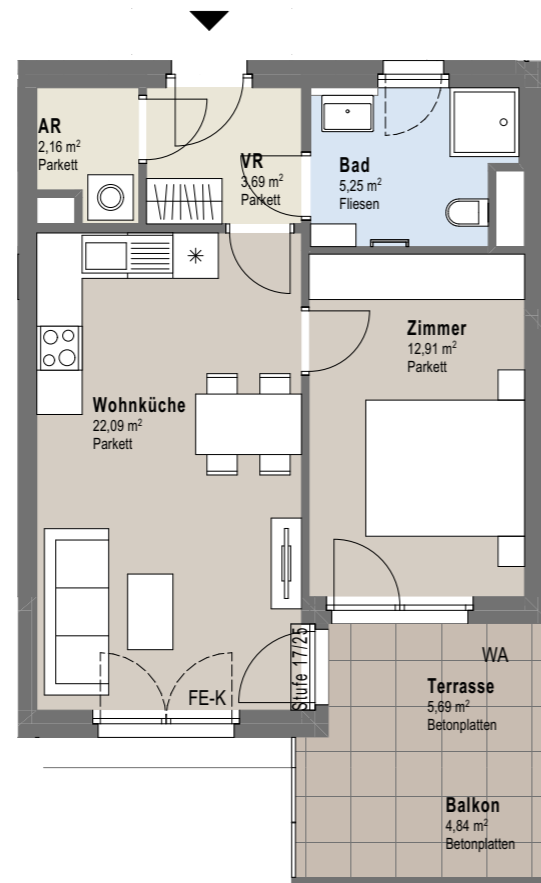 AR
2,16 m²
Parkett
VR
3,69 m²
Parkett
Bad
5,25 m²
Fliesen
Zimmer
12,91 m²
Parkett
Wohnküche
22,09 m²
Parkett
Stufe 17/25
FE-K
WA
Terrasse
5,69 m²
Betonplatten
Balkon
4,84 m²
Betonplatten